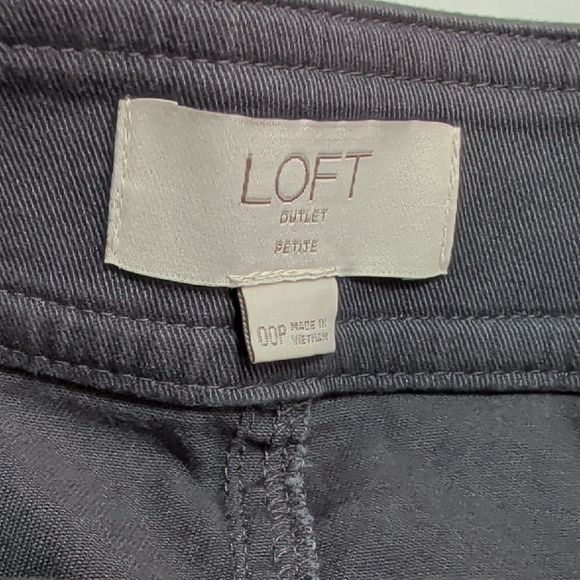 LOFT
OUTLET
PETITE
00P MADE IN
VIETNAM